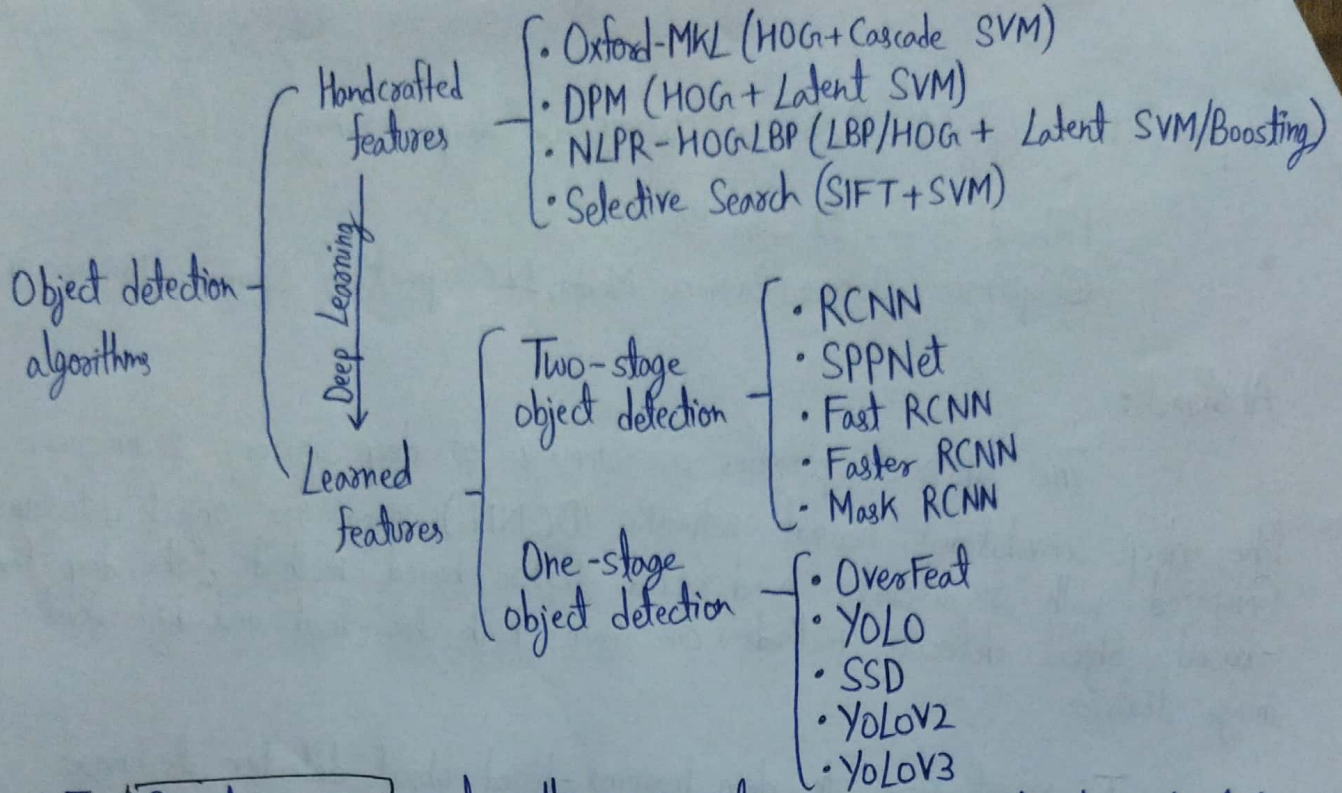 Object detection
algorithms
Handcrafted
features
• Oxford-MKL (HOG+Cascade SVM)
• DPM (HOG + Latent SVM)
• NLPR-HOGLBP (LBP/HOG + Latent SVM/Boosting)
• Selective Search (SIFT+SVM)
Deep Learning
Learned
features
Two-stage
object detection
• RCNN
• SPPNet
• Fast RCNN
• Faster RCNN
• Mask RCNN
One-stage
object detection
• OverFeat
• YOLO
• SSD
• YOLOV2
• YOLOV3